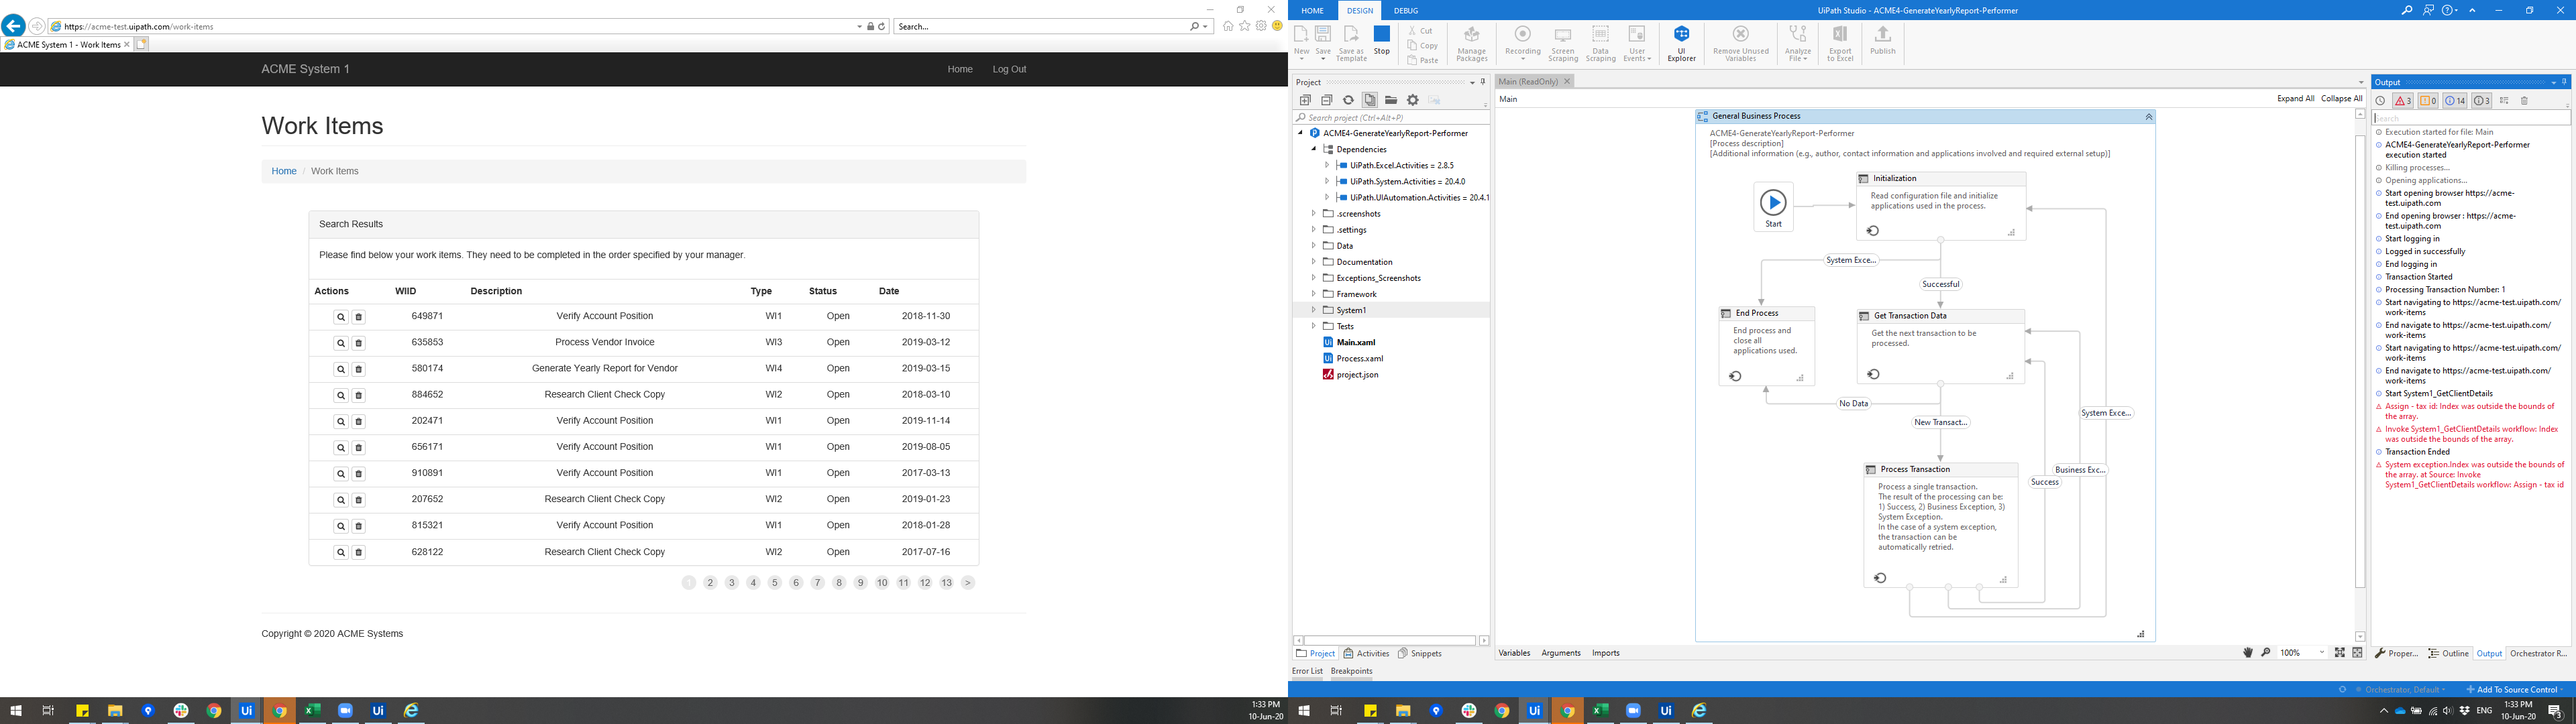 https://acme-test.uipath.com/work-items
Search...
ACME System 1 - Work Items
ACME System 1
Home
Log Out
Work Items
Home / Work Items
Search Results
Please find below your work items. They need to be completed in the order specified by your manager.
Actions WIID Description Type Status Date
649871 Verify Account Position WI1 Open 2018-11-30
635853 Process Vendor Invoice WI3 Open 2019-03-12
580174 Generate Yearly Report for Vendor WI4 Open 2019-03-15
884652 Research Client Check Copy WI2 Open 2018-03-10
202471 Verify Account Position WI1 Open 2019-11-14
656171 Verify Account Position WI1 Open 2019-08-05
910891 Verify Account Position WI1 Open 2017-03-13
207652 Research Client Check Copy WI2 Open 2019-01-23
815321 Verify Account Position WI1 Open 2018-01-28
628122 Research Client Check Copy WI2 Open 2017-07-16
1 2 3 4 5 6 7 8 9 10 11 12 13 >
Copyright © 2020 ACME Systems
1:33 PM
10-Jun-20
HOME DESIGN DEBUG
UiPath Studio - ACME4-GenerateYearlyReport-Performer
New
Save
Save as
Template
Stop
Cut
Copy
Paste
Manage
Packages
Recording
Screen
Scraping
Data
Scraping
User
Events
UI
Explorer
Remove Unused
Variables
Analyze
File
Export
to Excel
Publish
Project
Search project (Ctrl+Alt+P)
ACME4-GenerateYearlyReport-Performer
Dependencies
UiPath.Excel.Activities = 2.8.5
UiPath.System.Activities = 20.4.0
UiPath.UIAutomation.Activities = 20.4.1
.screenshots
.settings
Data
Documentation
Exceptions_Screenshots
Framework
System1
Tests
Main.xaml
Process.xaml
project.json
Project Activities Snippets
Error List Breakpoints
Main (ReadOnly)
Main
Expand All Collapse All
General Business Process
ACME4-GenerateYearlyReport-Performer
[Process description]
[Additional information (e.g., author, contact information and applications involved and required external setup)]
Start
Initialization
Read configuration file and initialize
applications used in the process.
System Exce...
Successful
End Process
End process and
close all
applications used.
Get Transaction Data
Get the next transaction to be
processed.
No Data
New Transact...
System Exce...
Business Exc...
Success
Process Transaction
Process a single transaction.
The result of the processing can be:
1) Success, 2) Business Exception, 3)
System Exception.
In the case of a system exception,
the transaction can be
automatically retried.
Variables Arguments Imports
100%
Output
3 0 14 3
Search
Execution started for file: Main
ACME4-GenerateYearlyReport-Performer
execution started
Killing processes...
Opening applications...
Start opening browser https://acme-
test.uipath.com
End opening browser : https://acme-
test.uipath.com
Start logging in
Logged in successfully
End logging in
Transaction Started
Processing Transaction Number: 1
Start navigating to https://acme-test.uipath.com/
work-items
End navigate to https://acme-test.uipath.com/
work-items
Start navigating to https://acme-test.uipath.com/
work-items
End navigate to https://acme-test.uipath.com/
work-items
Start System1_GetClientDetails
Assign - tax id: Index was outside the bounds of
the array.
Invoke System1_GetClientDetails workflow: Index
was outside the bounds of the array.
Transaction Ended
System exception.Index was outside the bounds of
the array. at Source: Invoke
System1_GetClientDetails workflow: Assign - tax id
Proper... Outline Output Orchestrator R...
Orchestrator, Default
Add To Source Control
ENG
1:33 PM
10-Jun-20
3